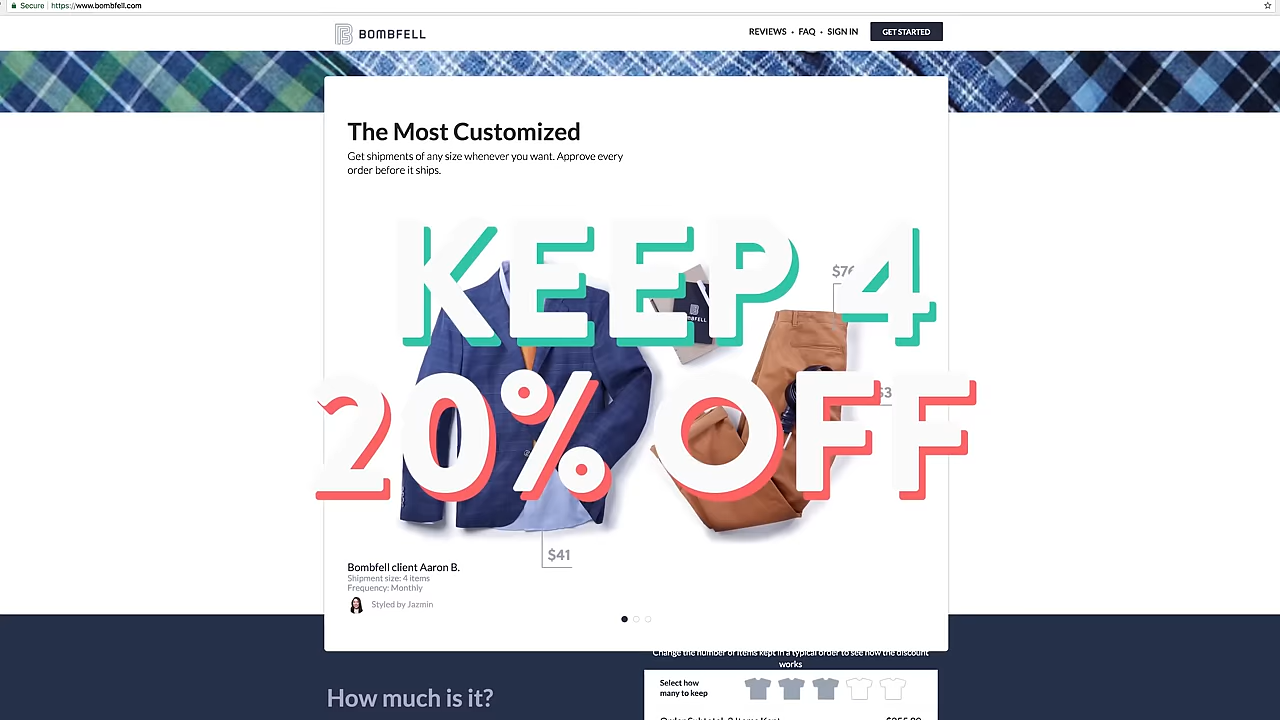 Secure https://www.bombfell.com
BOMBFELL
REVIEWS • FAQ • SIGN IN GET STARTED
The Most Customized
Get shipments of any size whenever you want. Approve every
order before it ships.
KEEP 4
20% OFF
BOMBFELL
$41
Bombfell client Aaron B.
Shipment size: 4 items
Frequency: Monthly
Styled by Jazmin
Change the number of items kept in a typical order to see how the discount
works
How much is it?
Select how
many to keep